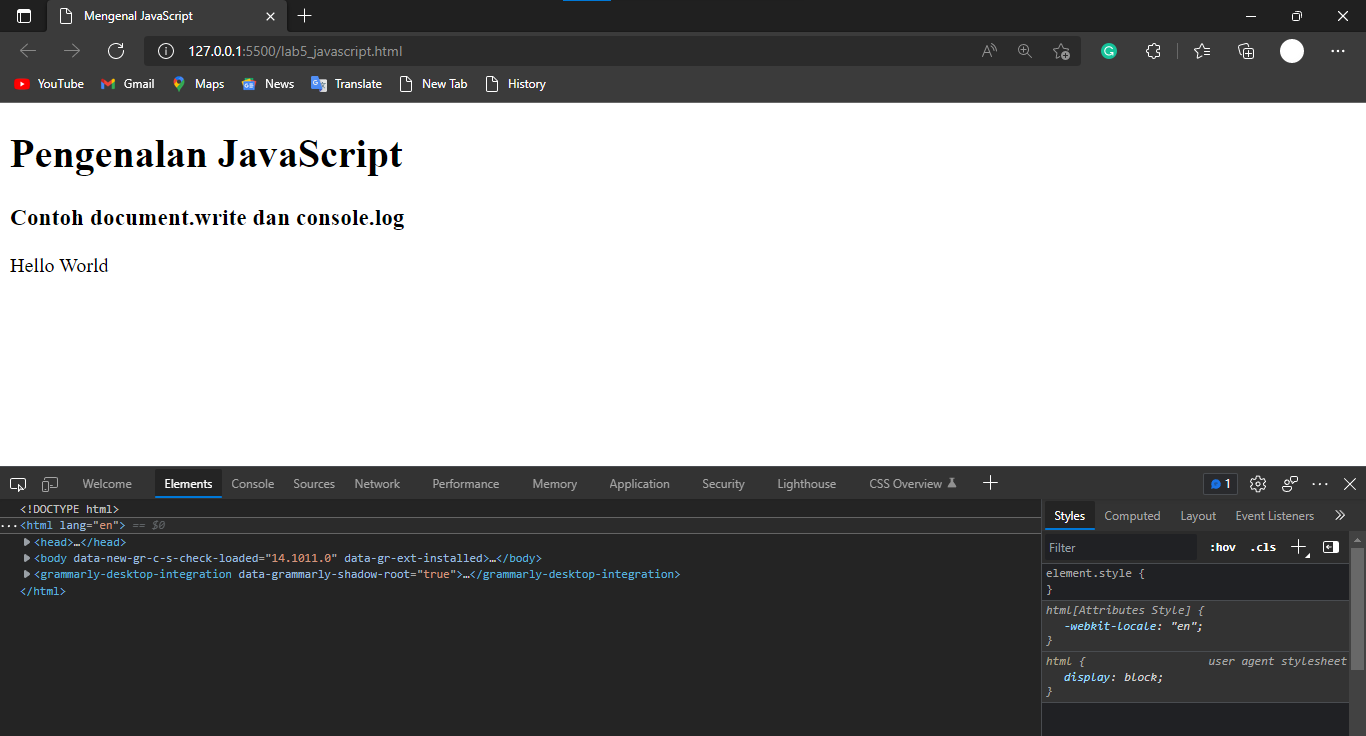 Mengenal JavaScript
127.0.0.1:5500/lab5_javascript.html
YouTube Gmail Maps News Translate New Tab History
Pengenalan JavaScript
Contoh document.write dan console.log
Hello World
Welcome Elements Console Sources Network Performance Memory Application Security Lighthouse CSS Overview 1
<!DOCTYPE html>
<html lang="en"> == $0
<head>…</head>
<body data-new-gr-c-s-check-loaded="14.1011.0" data-gr-ext-installed>…</body>
<grammarly-desktop-integration data-grammarly-shadow-root="true">…</grammarly-desktop-integration>
</html>
Styles Computed Layout Event Listeners
Filter :hov .cls
element.style {
}
html[Attributes Style] {
-webkit-locale: "en";
}
html { user agent stylesheet
display: block;
}